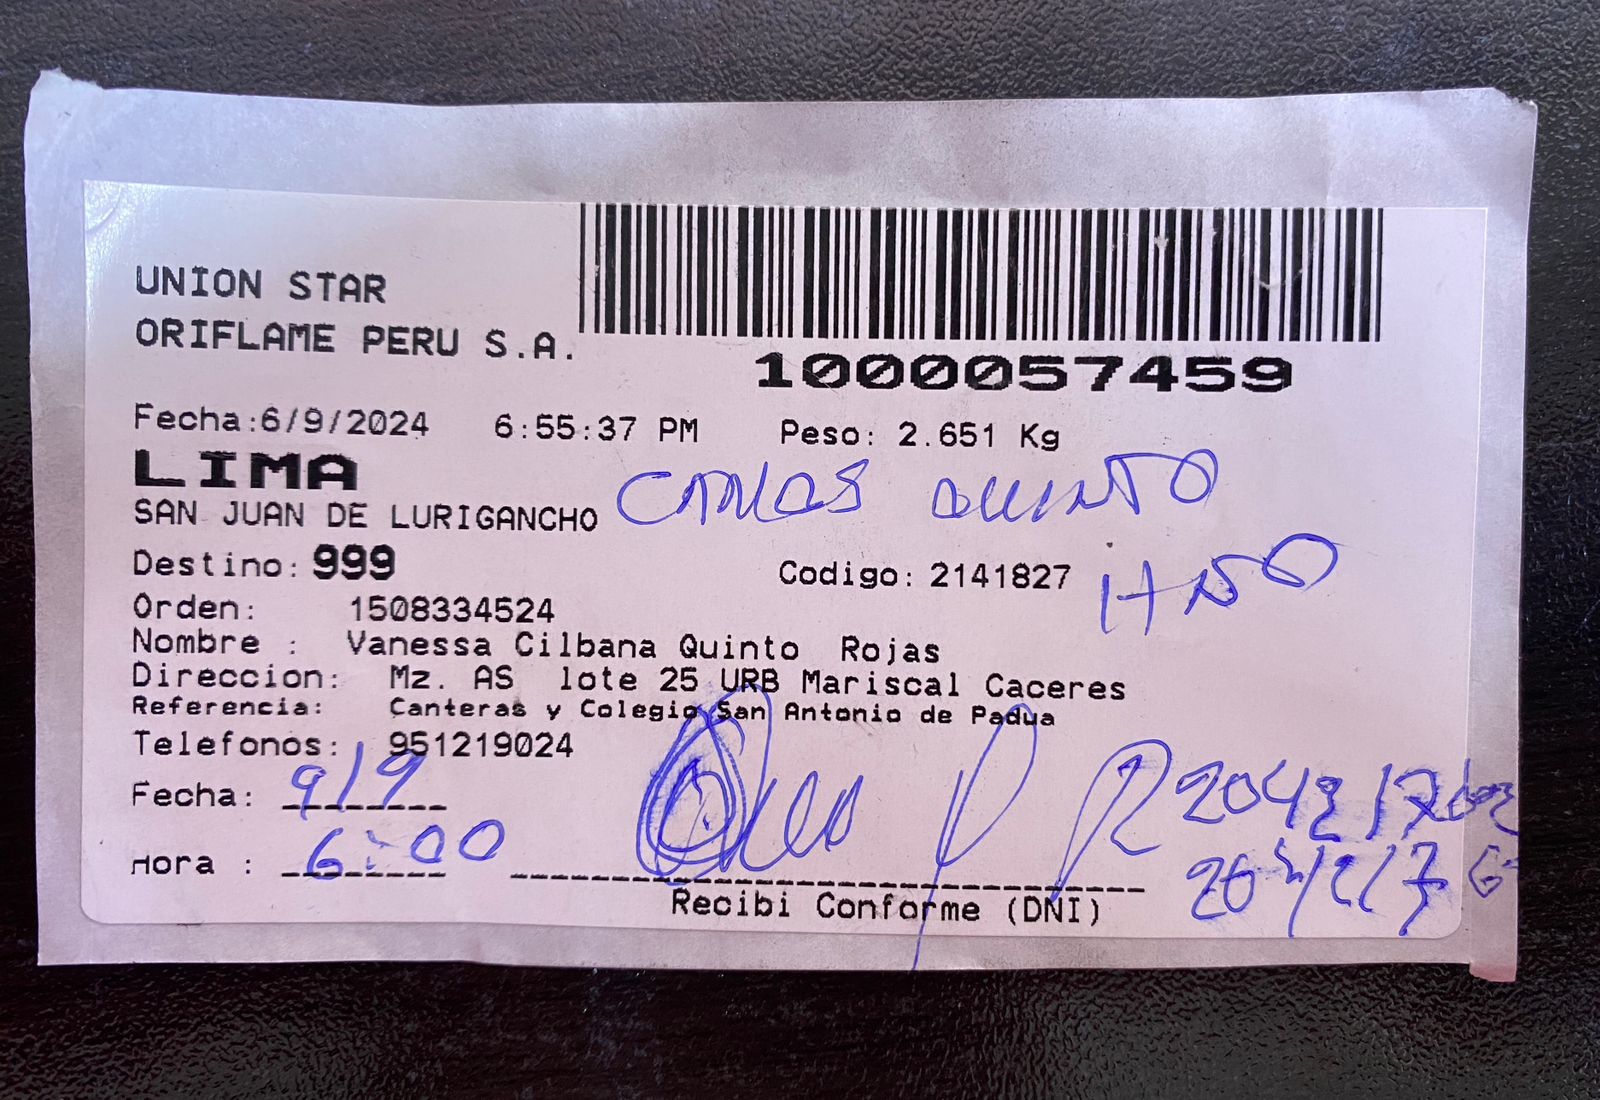 UNION STAR
ORIFLAME PERU S.A.
1000057459
Fecha:6/9/2024 6:55:37 PM Peso: 2.651 Kg
LIMA
SAN JUAN DE LURIGANCHO CARLOS QUINTO
Destino: 999 Codigo: 2141827 HNO
Orden: 1508334524
Nombre : Vanessa Cilbana Quinto Rojas
Direccion: Mz. AS lote 25 URB Mariscal Caceres
Referencia: Canteras y Colegio San Antonio de Padua
Telefonos: 951219024
Fecha: 9/9
Hora : 6:00
Recibi Conforme (DNI)